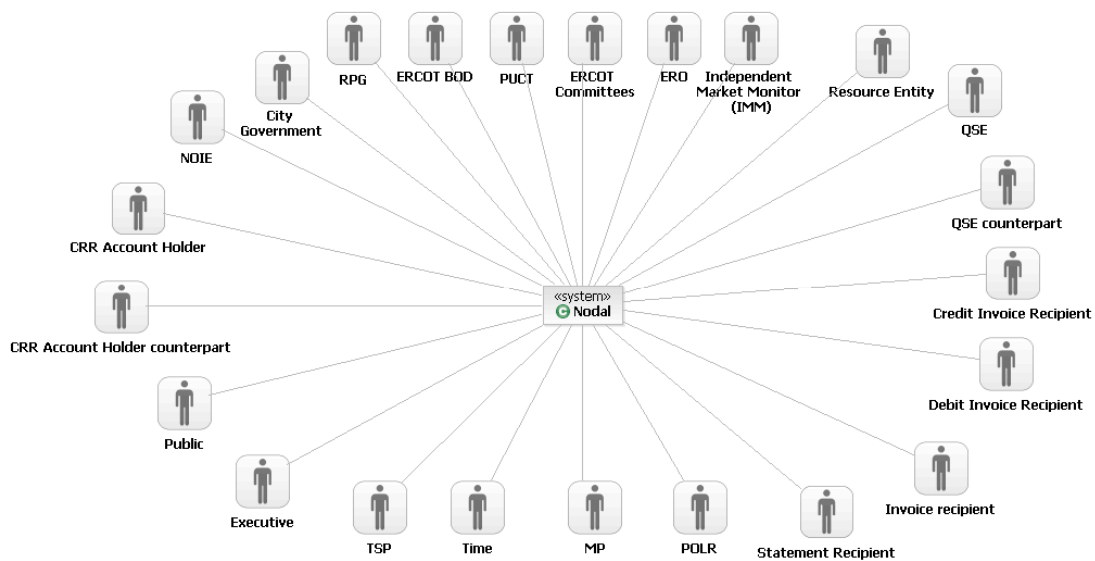 RPG
ERCOT BOD
PUCT
ERCOT
Committees
ERO
Independent
Market Monitor
(IMM)
Resource Entity
City
Government
QSE
NOIE
QSE counterpart
CRR Account Holder
«system»
Nodal
Credit Invoice Recipient
CRR Account Holder counterpart
Debit Invoice Recipient
Public
Invoice recipient
Executive
TSP
Time
MP
POLR
Statement Recipient